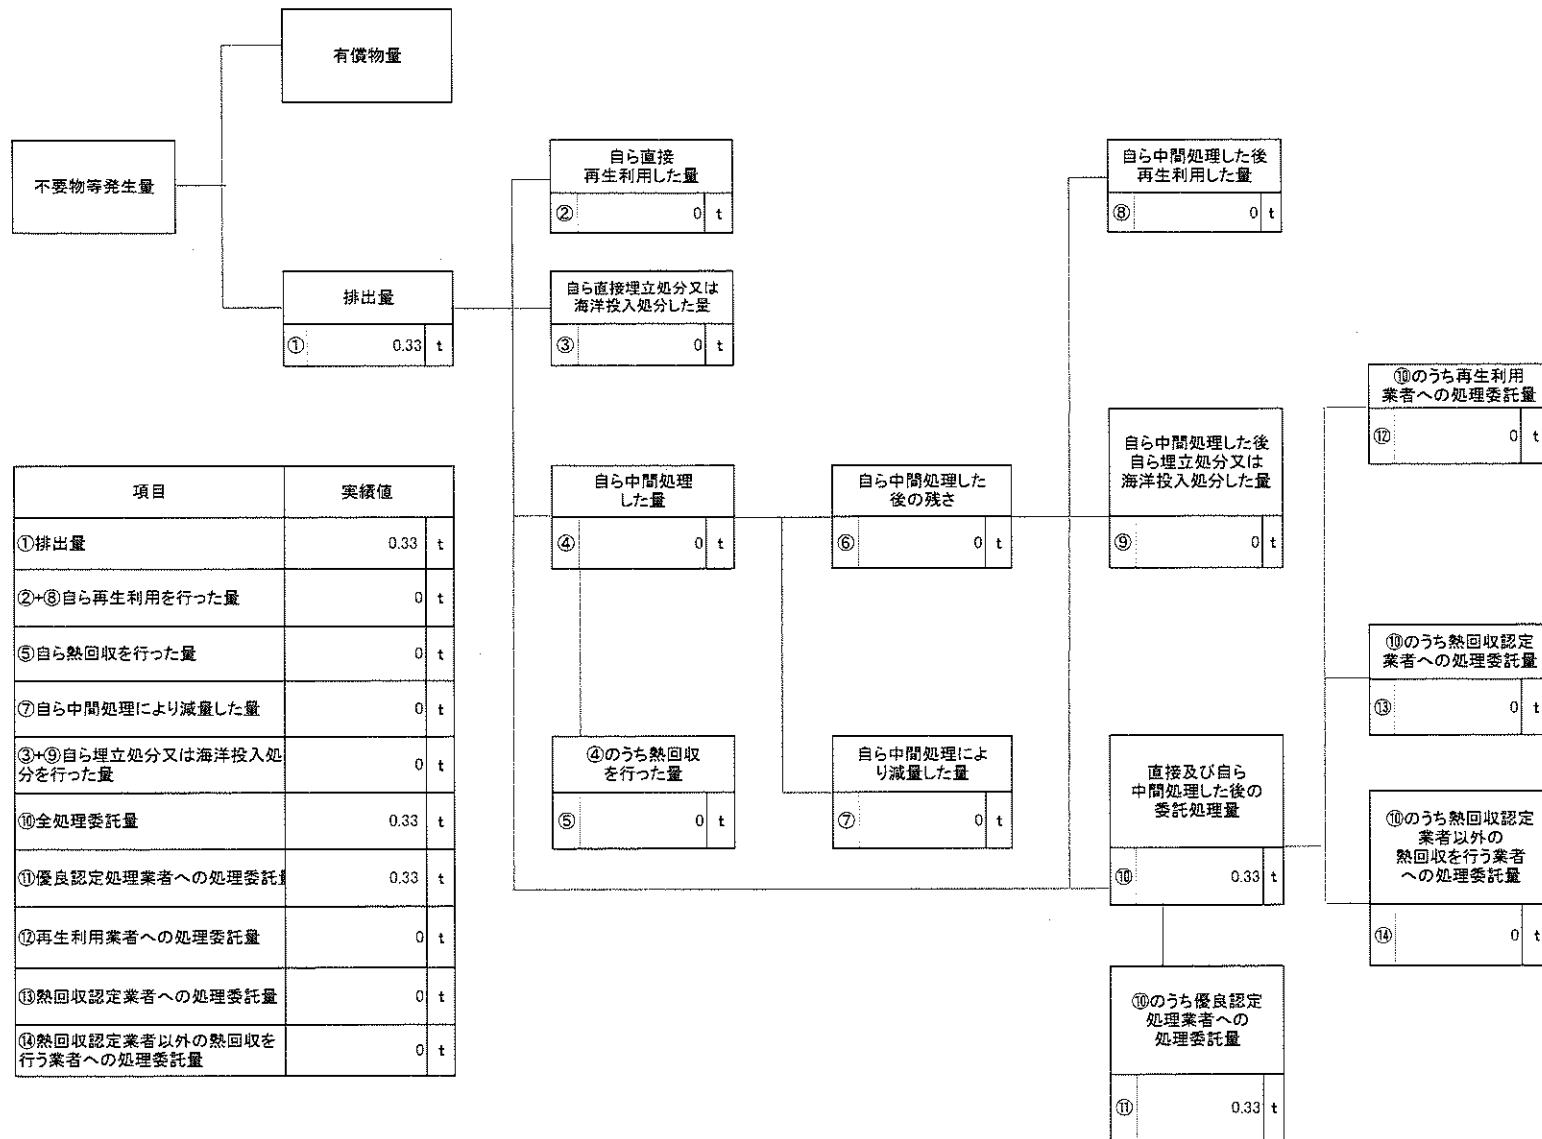 有償物量
不要物等発生量
排出量
① 0.33 t
自ら直接
再生利用した量
② 0 t
自ら直接埋立処分又は
海洋投入処分した量
③ 0 t
自ら中間処理
した量
④ 0 t
④のうち熱回収
を行った量
⑤ 0 t
自ら中間処理した
後の残さ
⑥ 0 t
自ら中間処理によ
り減量した量
⑦ 0 t
自ら中間処理した後
再生利用した量
⑧ 0 t
自ら中間処理した後
自ら埋立処分又は
海洋投入処分した量
⑨ 0 t
直接及び自ら
中間処理した後の
委託処理量
⑩ 0.33 t
⑩のうち優良認定
処理業者への
処理委託量
⑪ 0.33 t
⑩のうち再生利用
業者への処理委託量
⑫ 0 t
⑩のうち熱回収認定
業者への処理委託量
⑬ 0 t
⑩のうち熱回収認定
業者以外の
熱回収を行う業者
への処理委託量
⑭ 0 t
項目 実績値
①排出量 0.33 t
②+⑧自ら再生利用を行った量 0 t
⑤自ら熱回収を行った量 0 t
⑦自ら中間処理により減量した量 0 t
③+⑨自ら埋立処分又は海洋投入処
分を行った量 0 t
⑩全処理委託量 0.33 t
⑪優良認定処理業者への処理委託 0.33 t
⑫再生利用業者への処理委託量 0 t
⑬熱回収認定業者への処理委託量 0 t
⑭熱回収認定業者以外の熱回収を
行う業者への処理委託量 0 t